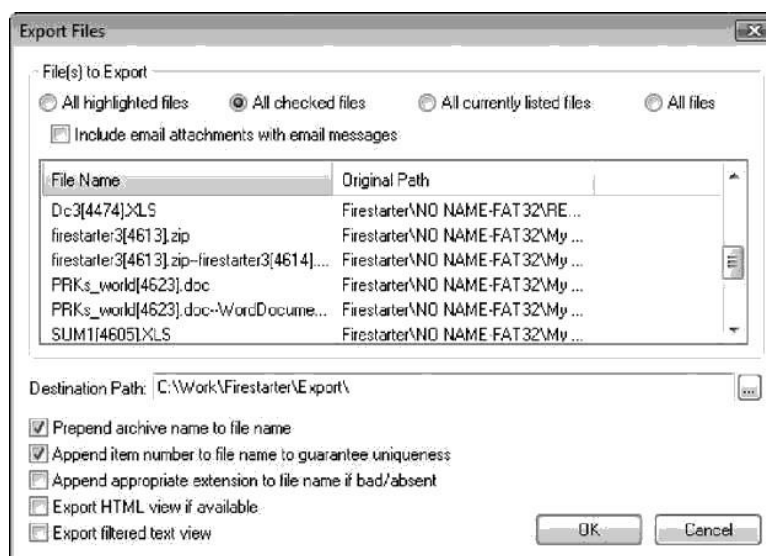 Export Files
File(s) to Export
All highlighted files All checked files All currently listed files All files
Include email attachments with email messages
File Name Original Path
Dc3[4474].XLS Firestarter\NO NAME-FAT32\RE...
firestarter3[4613].zip Firestarter\NO NAME-FAT32\My ...
firestarter3[4613].zip--firestarter3[4614].... Firestarter\NO NAME-FAT32\My ...
PRKs_world[4623].doc Firestarter\NO NAME-FAT32\My ...
PRKs_world[4623].doc--WordDocume... Firestarter\NO NAME-FAT32\My ...
SUM1[4605].XLS Firestarter\NO NAME-FAT32\My ...
Destination Path: C:\Work\Firestarter\Export\ ...
Prepend archive name to file name
Append item number to file name to guarantee uniqueness
Append appropriate extension to file name if bad/absent
Export HTML view if available
Export filtered text view
OK Cancel